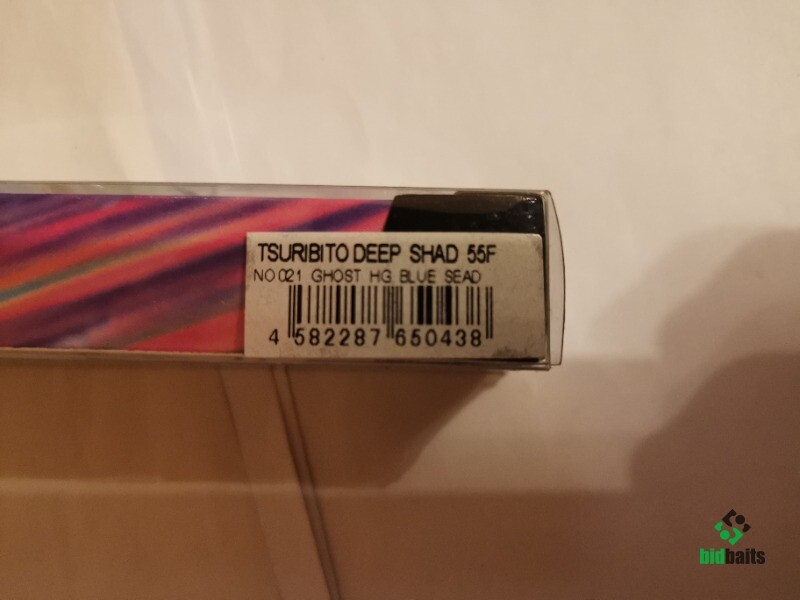 TSURIBITO DEEP SHAD 55F
NO 021 GHOST HG BLUE SEAD
4 582287 650438
bidbaits